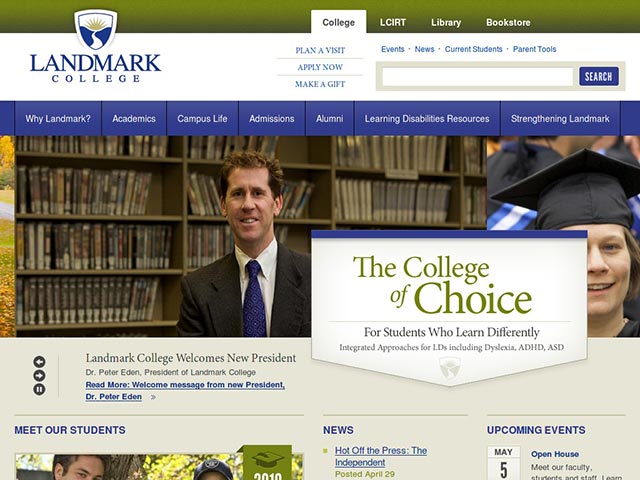 College
LCIRT
Library
Bookstore
LANDMARK
COLLEGE
PLAN A VISIT
APPLY NOW
MAKE A GIFT
Events · News · Current Students · Parent Tools
SEARCH
Why Landmark?
Academics
Campus Life
Admissions
Alumni
Learning Disabilities Resources
Strengthening Landmark
The College
of Choice
For Students Who Learn Differently
Integrated Approaches for LDs including Dyslexia, ADHD, ASD
Landmark College Welcomes New President
Dr. Peter Eden, President of Landmark College
Read More: Welcome message from new President,
Dr. Peter Eden »
MEET OUR STUDENTS
NEWS
Hot Off the Press: The
Independent
Posted April 29
UPCOMING EVENTS
MAY
5
Open House
Meet our faculty,
students and staff. Learn